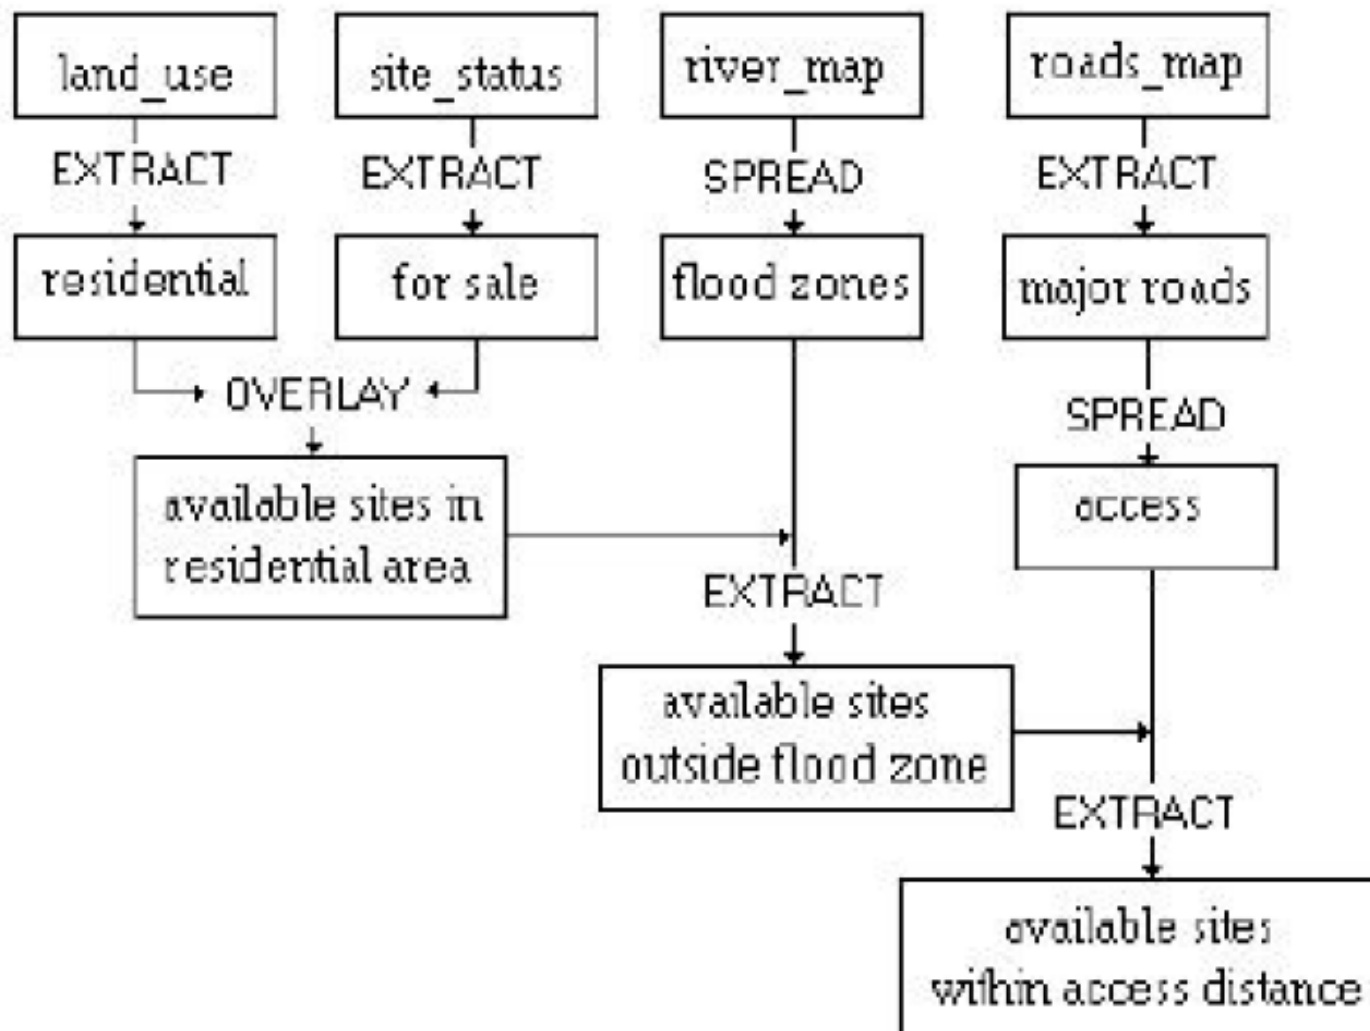 land_use
site_status
river_map
roads_map
EXTRACT
EXTRACT
SPREAD
EXTRACT
residential
for sale
flood zones
major roads
OVERLAY
SPREAD
available sites in
residential area
access
EXTRACT
available sites
outside flood zone
EXTRACT
available sites
within access distance